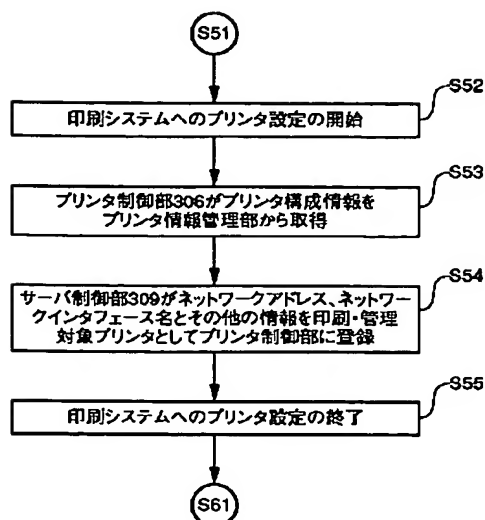 S51
S52
印刷システムへのプリンタ設定の開始
S53
プリンタ制御部306がプリンタ構成情報を
プリンタ情報管理部から取得
S54
サーバ制御部309がネットワークアドレス、ネットワー
クインタフェース名とその他の情報を印刷・管理
対象プリンタとしてプリンタ制御部に登録
S55
印刷システムへのプリンタ設定の終了
S61